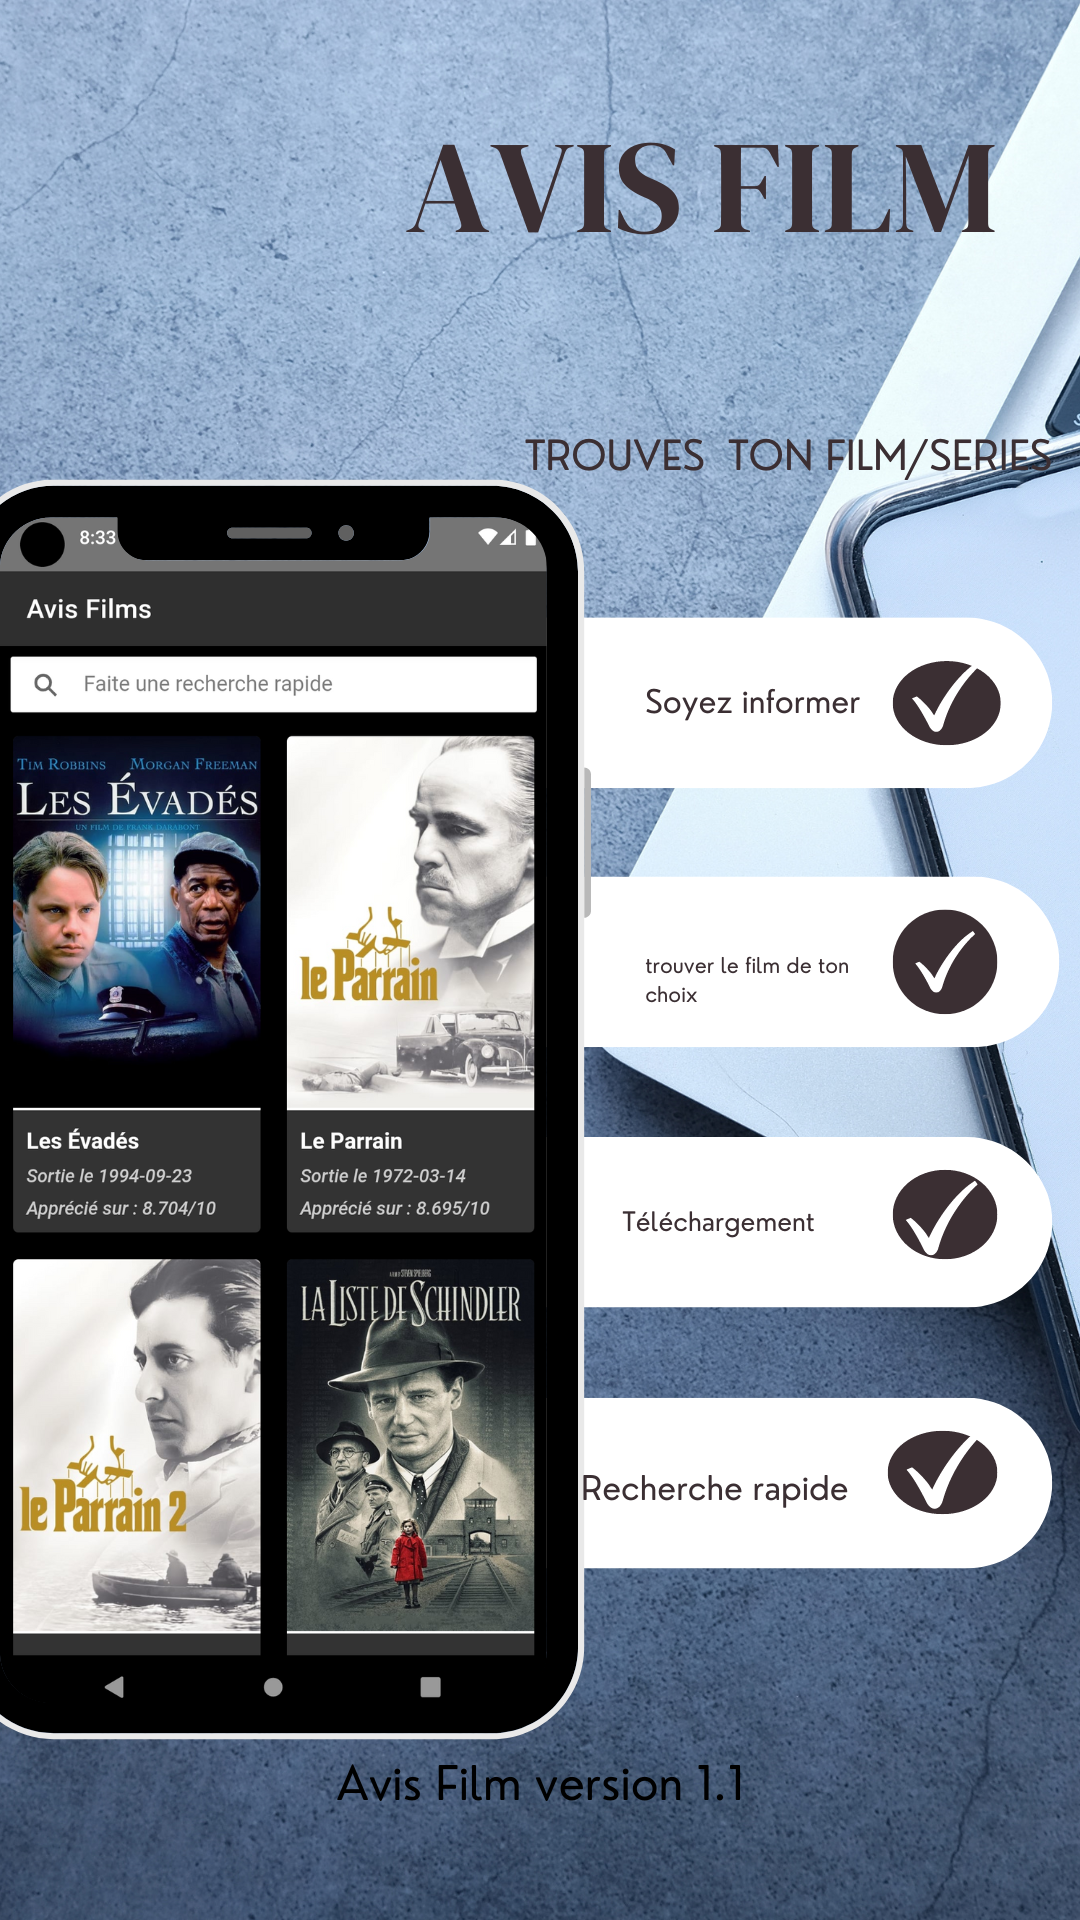 AVIS FILM
TROUVES TON FILM/SERIES
8:33
Avis Films
Faite une recherche rapide
TIM ROBBINS MORGAN FREEMAN
LES ÉVADÉS
UN FILM DE FRANK DARABONT
le Parrain
Les Évadés
Sortie le 1994-09-23
Apprécié sur : 8.704/10
Le Parrain
Sortie le 1972-03-14
Apprécié sur : 8.695/10
le Parrain 2
LA LISTE DE SCHINDLER
Soyez informer
trouver le film de ton
choix
Téléchargement
Recherche rapide
Avis Film version 1.1